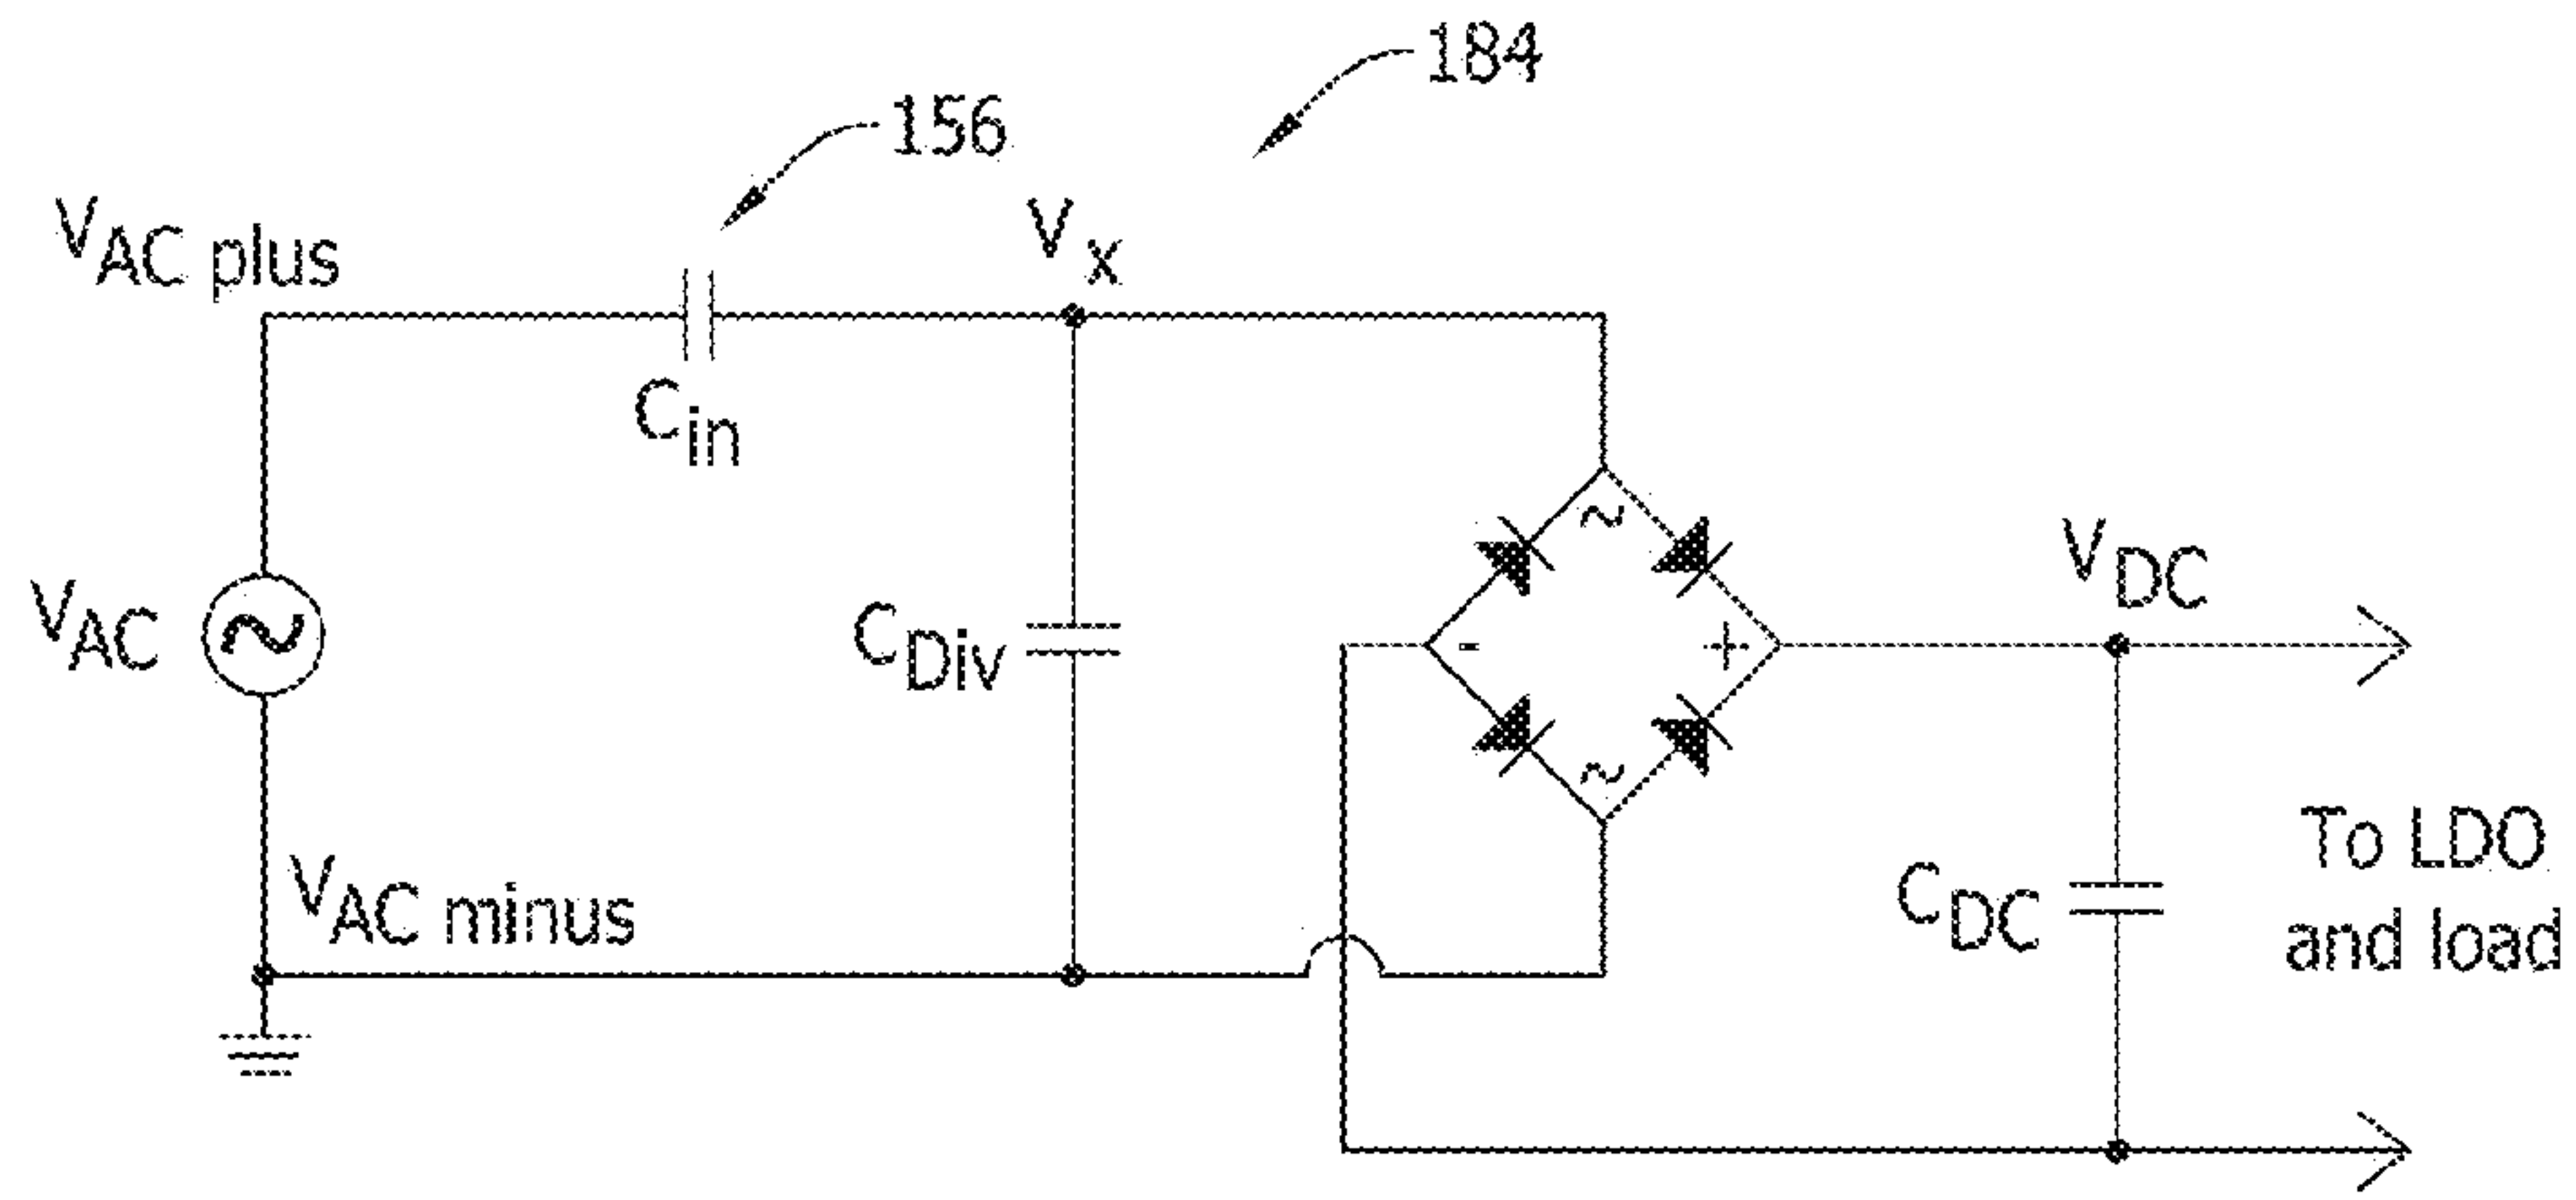 184
156
VAC plus
Vx
Cin
VAC
CDiv
~
~
-
+
VDC
VAC minus
CDC
To LDO
and load